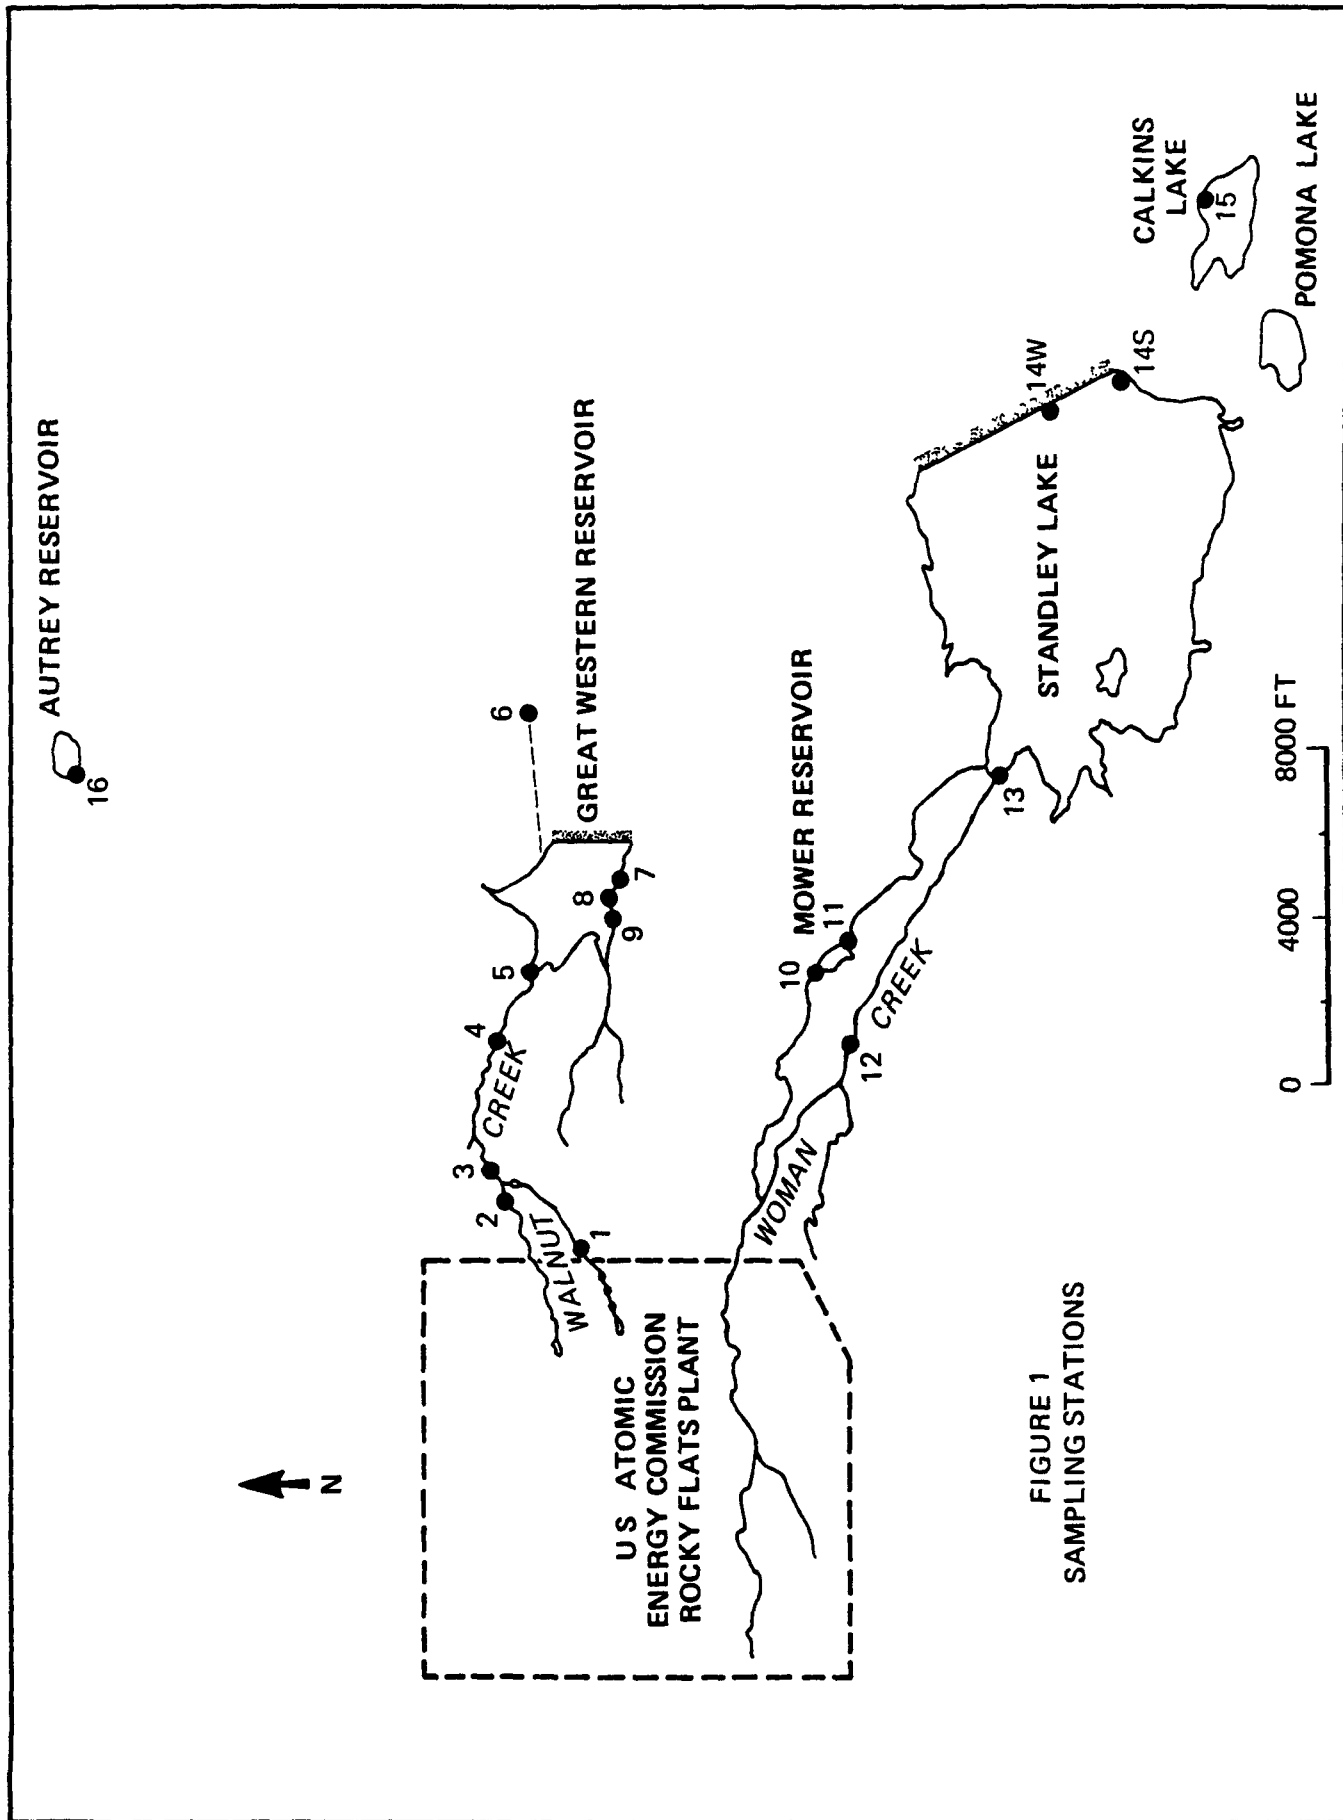 AUTREY RESERVOIR
16
6
GREAT WESTERN RESERVOIR
5
4
CREEK
3
2
WALNUT
1
8
7
9
N
US ATOMIC
ENERGY COMMISSION
ROCKY FLATS PLANT
MOWER RESERVOIR
10
11
WOMAN
CREEK
12
13
STANDLEY LAKE
14W
14S
CALKINS
LAKE
15
POMONA LAKE
FIGURE 1
SAMPLING STATIONS
0
4000
8000 FT